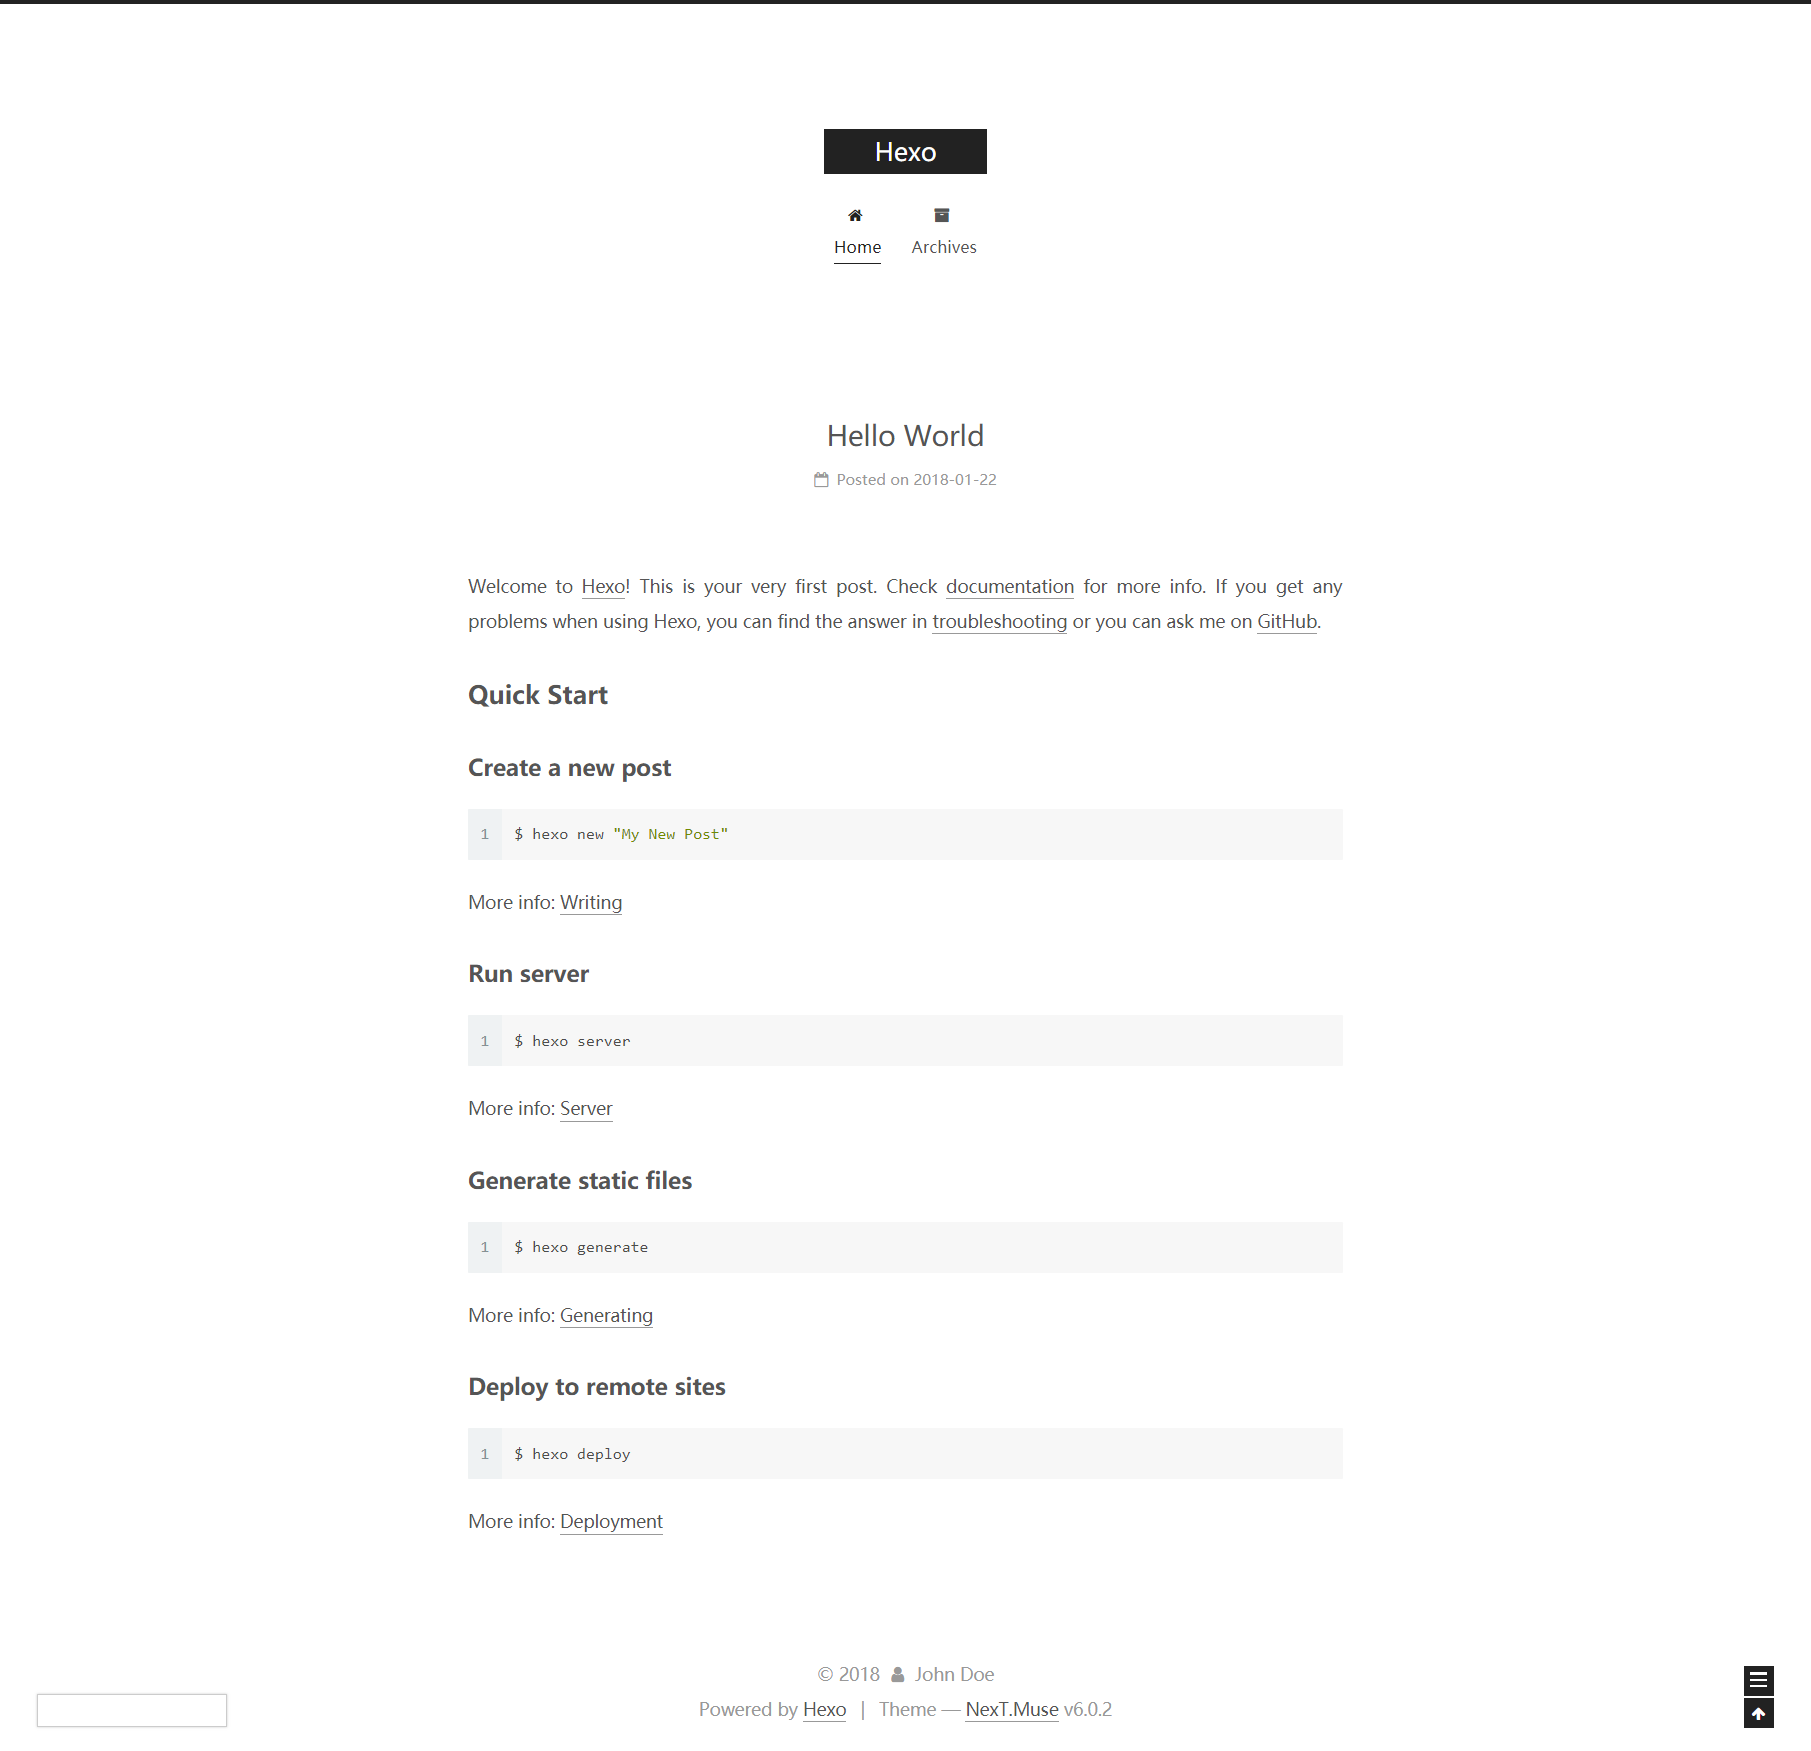 Hexo
Home Archives
Hello World
Posted on 2018-01-22
Welcome to Hexo! This is your very first post. Check documentation for more info. If you get any
problems when using Hexo, you can find the answer in troubleshooting or you can ask me on GitHub.
Quick Start
Create a new post
1 $ hexo new "My New Post"
More info: Writing
Run server
1 $ hexo server
More info: Server
Generate static files
1 $ hexo generate
More info: Generating
Deploy to remote sites
1 $ hexo deploy
More info: Deployment
© 2018 John Doe
Powered by Hexo | Theme — NexT.Muse v6.0.2